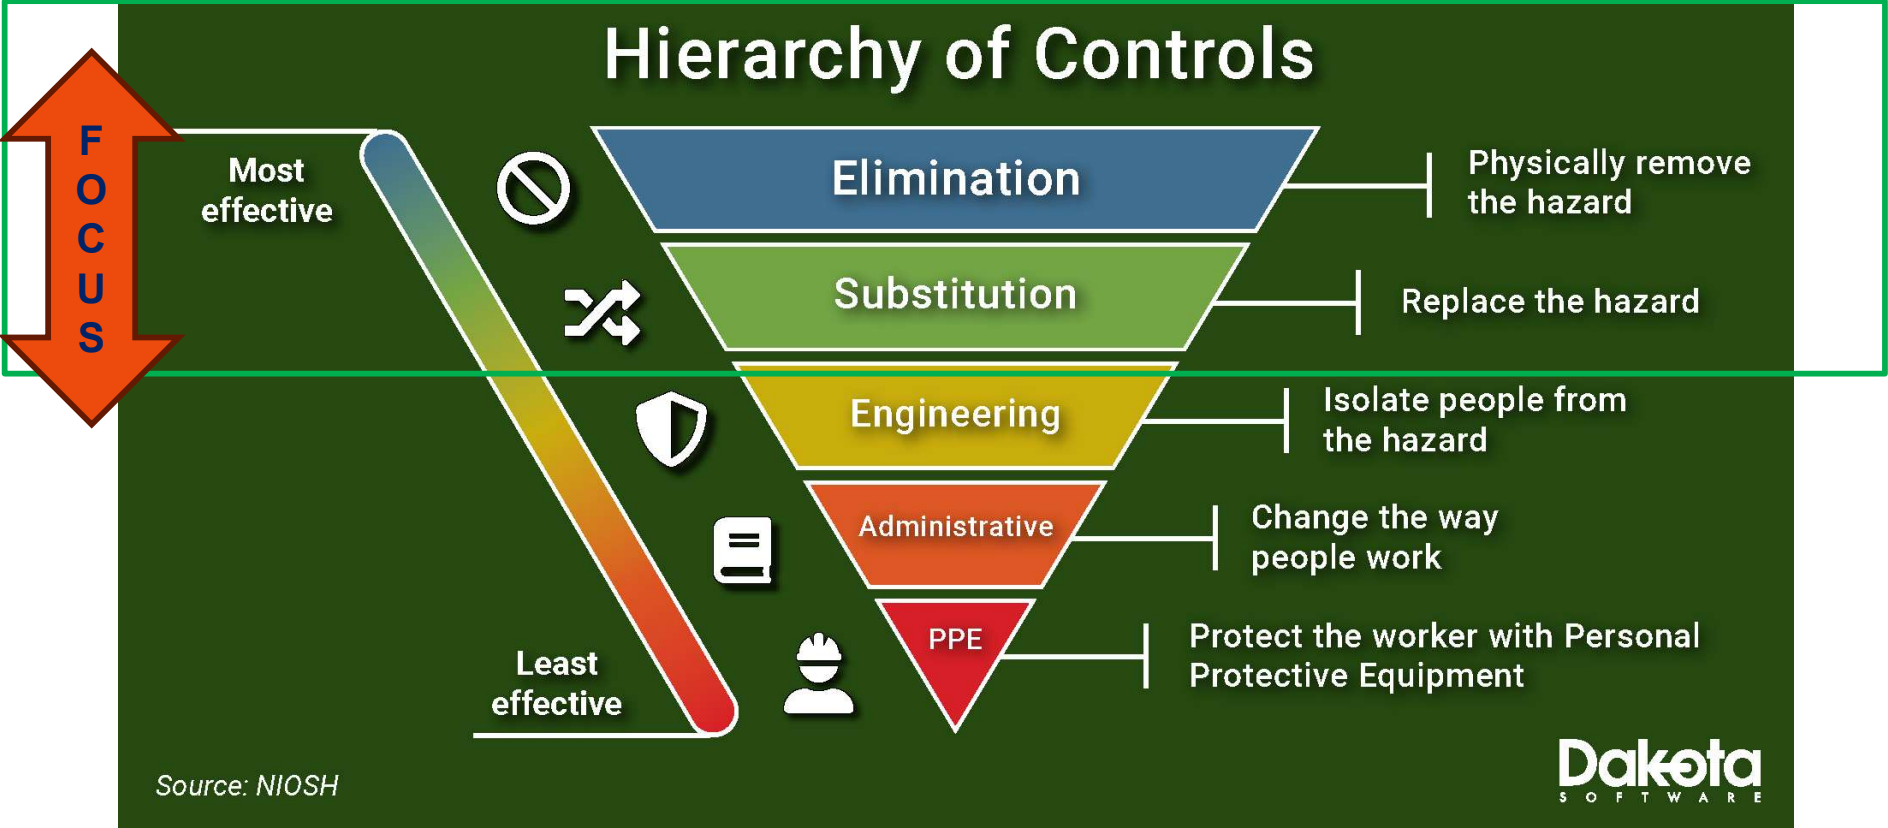 Hierarchy of Controls
F
O
C
U
S
Most
effective
Elimination
Physically remove
the hazard
Substitution
Replace the hazard
Engineering
Isolate people from
the hazard
Administrative
Change the way
people work
PPE
Protect the worker with Personal
Protective Equipment
Least
effective
Source: NIOSH
Dakota
SOFTWARE